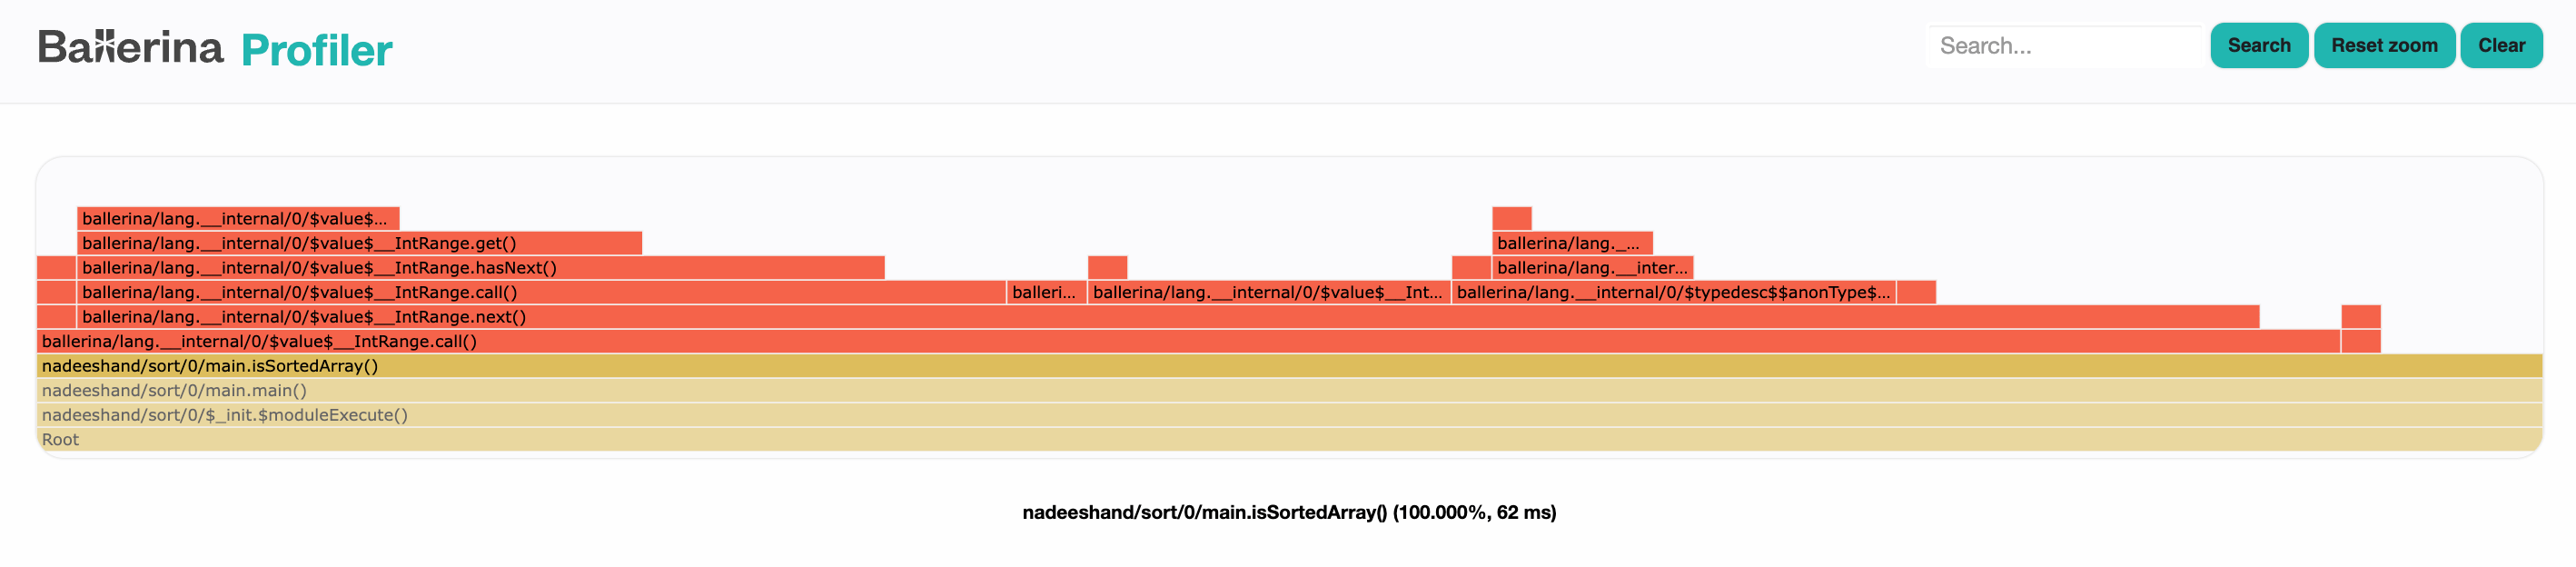 Ballerina Profiler
Search... Search Reset zoom Clear
ballerina/lang.__internal/0/$value$...
ballerina/lang.__internal/0/$value$__IntRange.get() ballerina/lang._...
ballerina/lang.__internal/0/$value$__IntRange.hasNext() ballerina/lang.__inter...
ballerina/lang.__internal/0/$value$__IntRange.call() balleri... ballerina/lang.__internal/0/$value$__Int... ballerina/lang.__internal/0/$typedesc$$anonType$...
ballerina/lang.__internal/0/$value$__IntRange.next()
ballerina/lang.__internal/0/$value$__IntRange.call()
nadeeshand/sort/0/main.isSortedArray()
nadeeshand/sort/0/main.main()
nadeeshand/sort/0/$_init.$moduleExecute()
Root
nadeeshand/sort/0/main.isSortedArray() (100.000%, 62 ms)